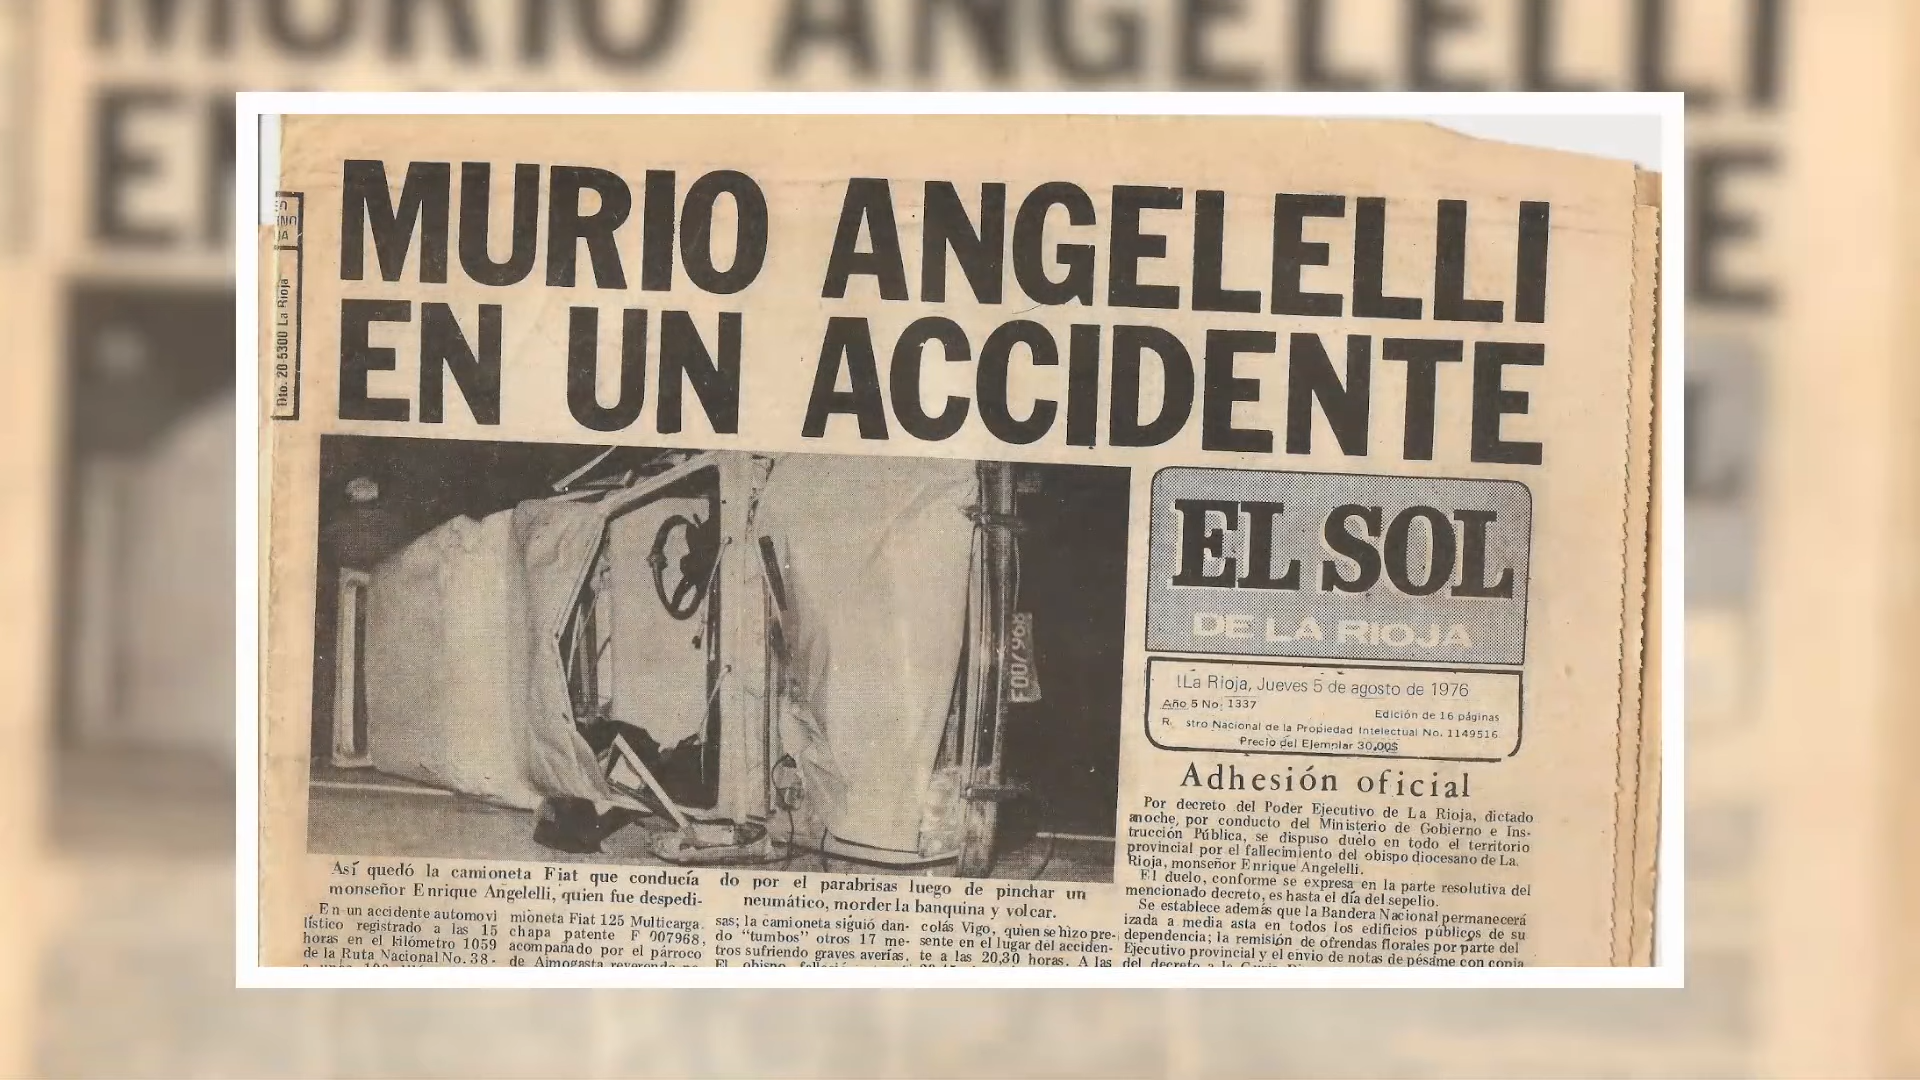 MURIO ANGELELLI
EN UN ACCIDENTE
Dto. 20-5300 La Rioja
F00/968
EL SOL
DE LA RIOJA
La Rioja, Jueves 5 de agosto de 1976
Año 5 No. 1337
Edición de 16 páginas
stro Nacional de la Propiedad Intelectual No. 1149516
Precio del Ejemplar 30,00$
Así quedó la camioneta Fiat que conducía
monseñor Enrique Angelelli, quien fue despedi-
do por el parabrisas luego de pinchar un
neumático, morder la banquina y volcar.
En un accidente automovi
lístico registrado a las 15
horas en el kilómetro 1059
de la Ruta Nacional No. 38-
mioneta Fiat 125 Multicarga.
chapa patente F 007968,
acompañado por el párroco
de Aimogasta
sas; la camioneta siguió dan-
do "tumbos" otros 17 me-
tros sufriendo graves averías.
El obispo
colás Vigo, quien se hizo pre-
sente en el lugar del acciden-
te a las 20,30 horas. A las
Adhesión oficial
Por decreto del Poder Ejecutivo de La Rioja, dictado
anoche, por conducto del Ministerio de Gobierno e Ins-
trucción Pública, se dispuso duelo en todo el territorio
provincial por el fallecimiento del obispo diocesano de La
Rioja, monseñor Enrique Angelelli.
El duelo, conforme se expresa en la parte resolutiva del
mencionado decreto, es hasta el día del sepelio.
Se establece además que la Bandera Nacional permanecerá
izada a media asta en todos los edificios públicos de su
dependencia; la remisión de ofrendas florales por parte del
Ejecutivo provincial y el envio de notas de pésame con copia
del decreto a la